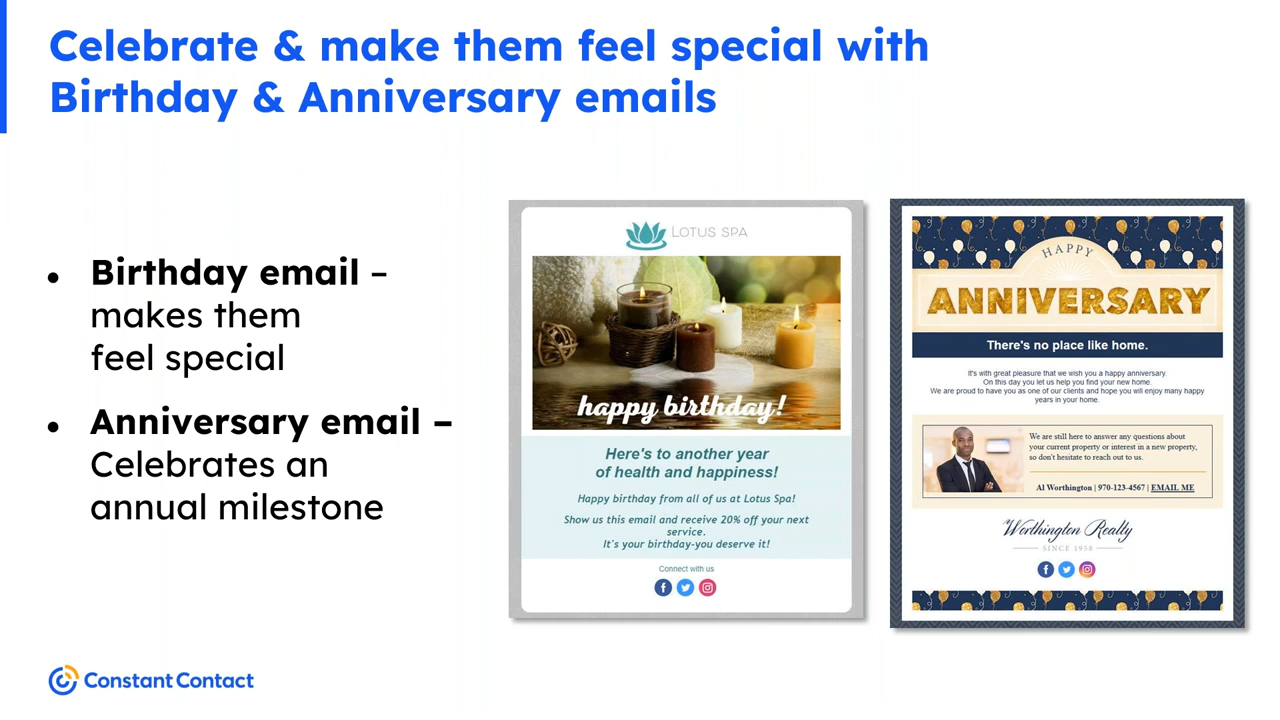 Celebrate & make them feel special with
Birthday & Anniversary emails
• Birthday email –
makes them
feel special
• Anniversary email –
Celebrates an
annual milestone
LOTUS SPA
happy birthday!
Here's to another year
of health and happiness!
Happy birthday from all of us at Lotus Spa!
Show us this email and receive 20% off your next
service.
It's your birthday-you deserve it!
Connect with us
HAPPY
ANNIVERSARY
There's no place like home.
It's with great pleasure that we wish you a happy anniversary.
On this day you let us help you find your new home.
We are proud to have you as one of our clients and hope you will enjoy many happy
years in your home.
We are still here to answer any questions about
your current property or interest in a new property,
so don't hesitate to reach out to us.
Al Worthington | 970-123-4567 | EMAIL ME
Worthington Realty
SINCE 1958
Constant Contact